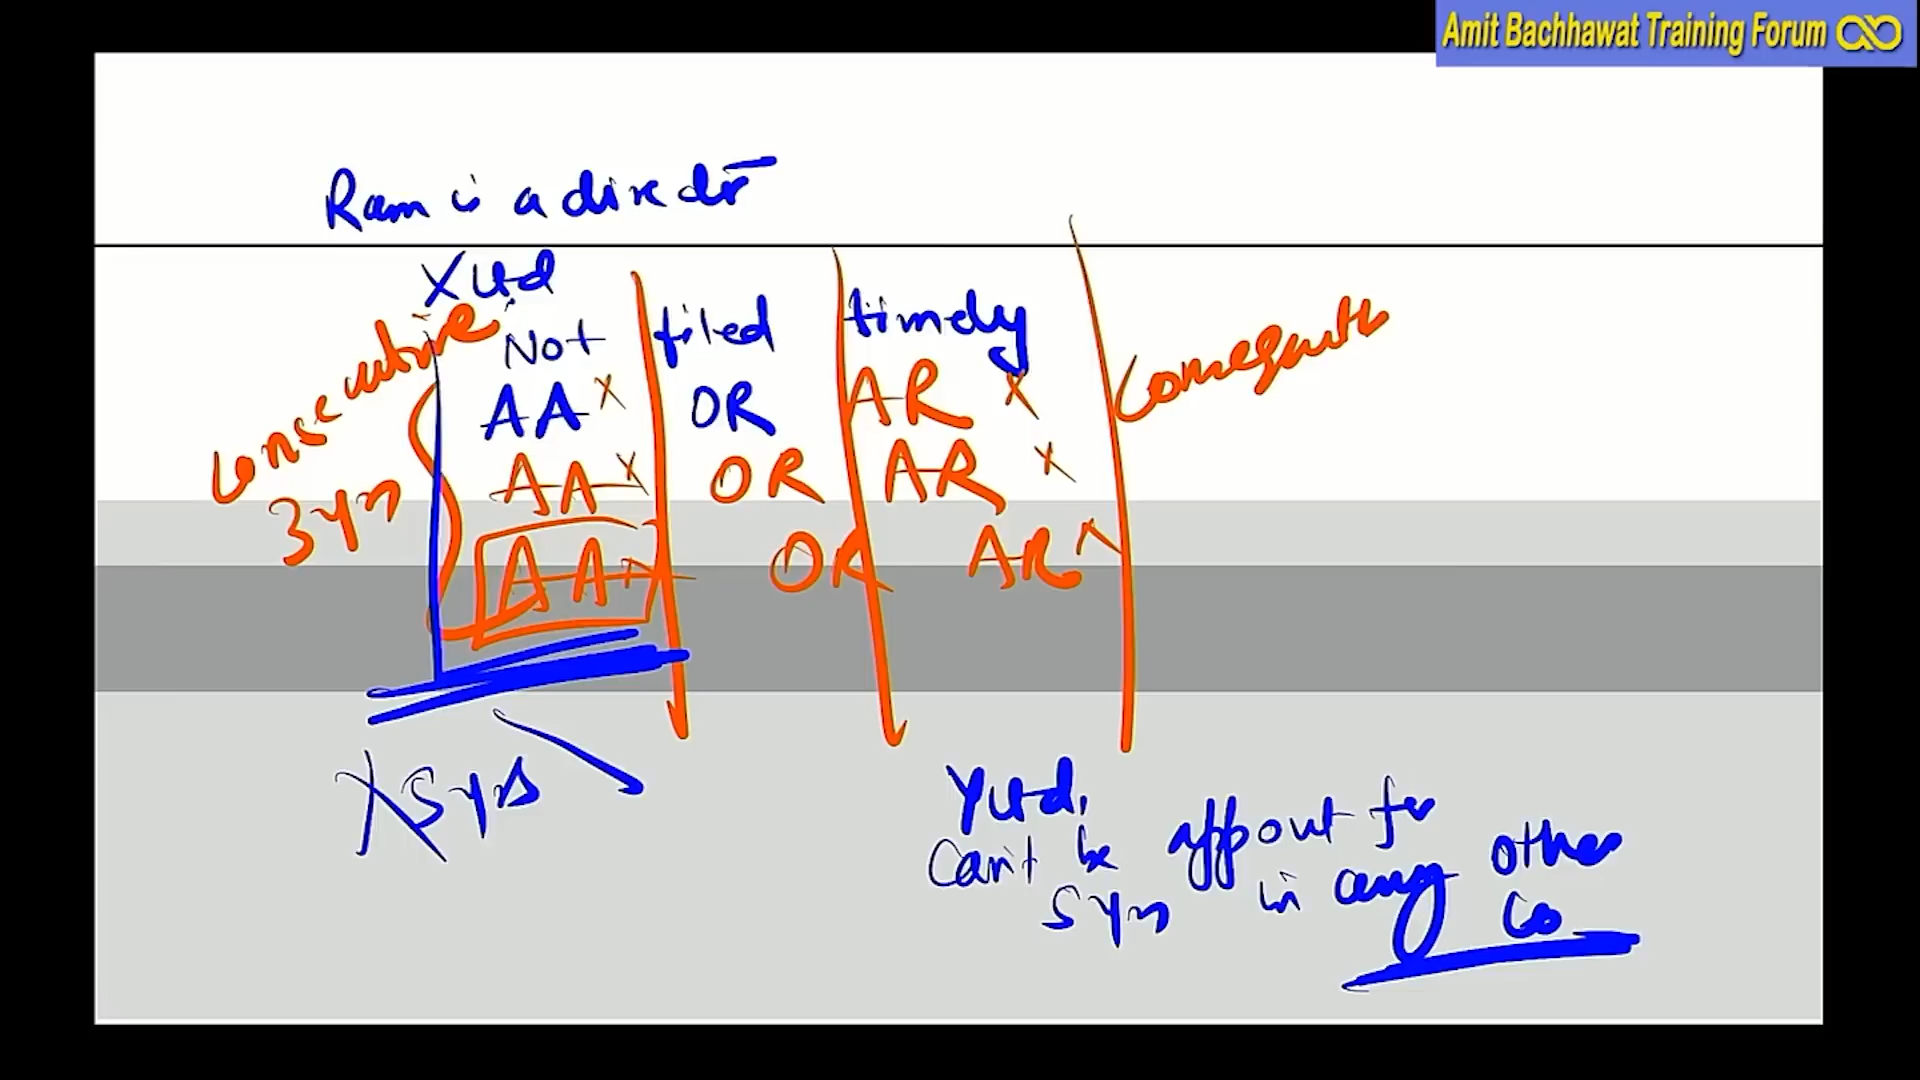 Amit Bachhawat Training Forum
Ram is a director
X Ltd
Not filed timely
consecutive
3 yrs
AA x OR AR x
AA x OR AR x
AA x OR AR x
X 5 yrs
Y Ltd.
Can't be appoint for
5 yrs in any other
Co